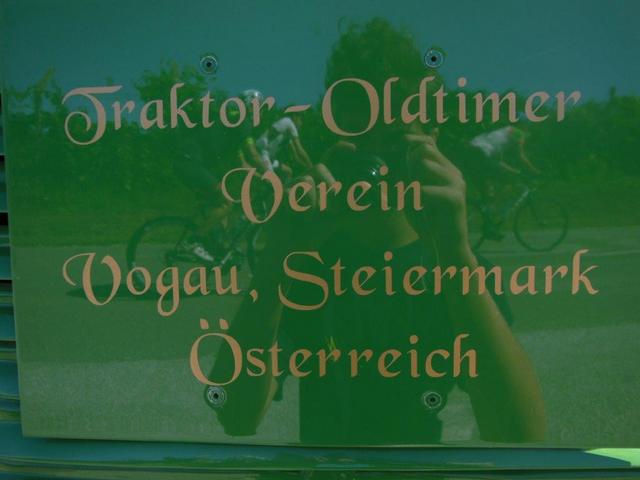 Traktor-Oldtimer
Verein
Vogau, Steiermark
Österreich